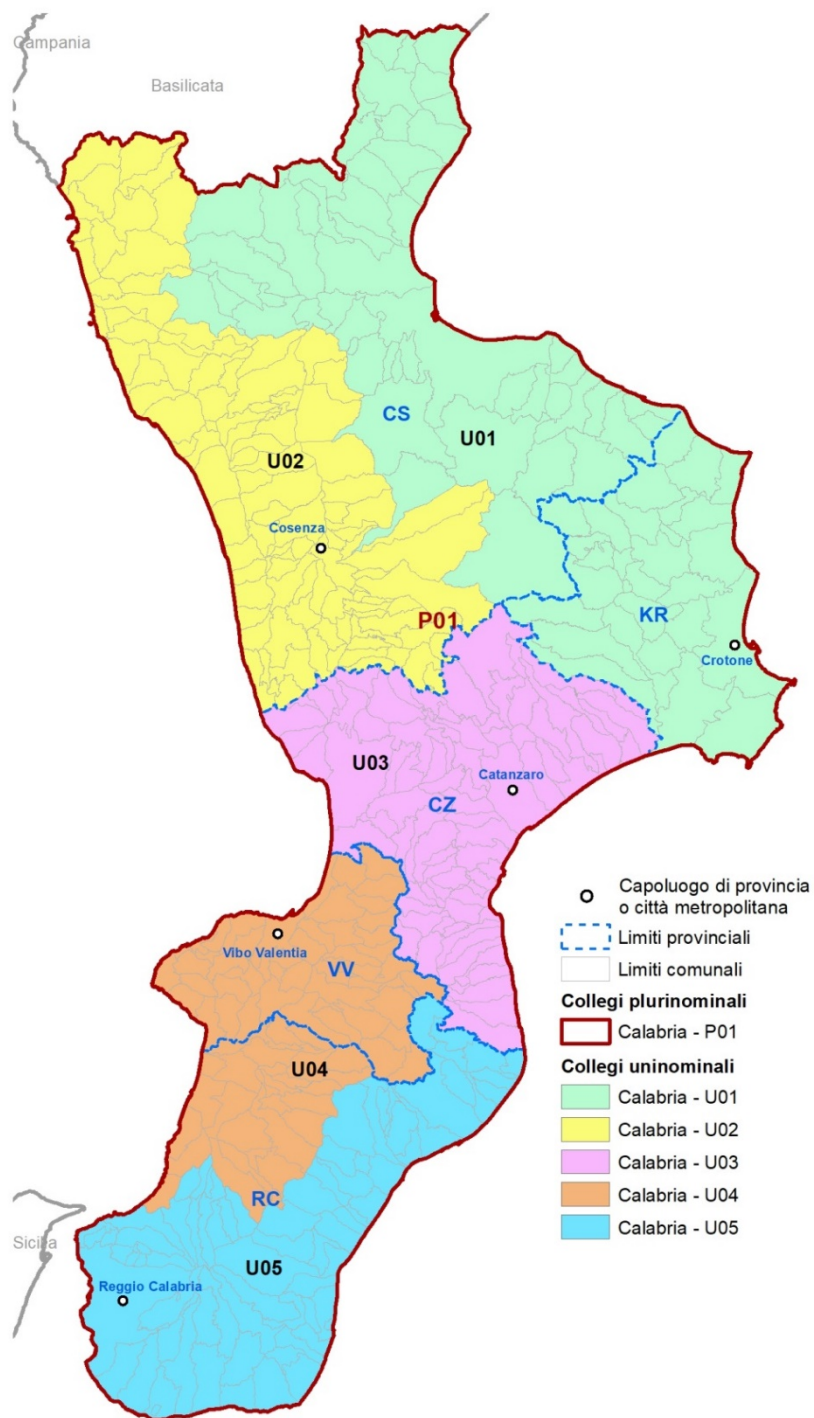 Campania
Basilicata
CS
U01
U02
Cosenza
P01
KR
Crotone
U03
Catanzaro
CZ
Vibo Valentia
VV
U04
RC
Sicilia
U05
Reggio Calabria
Capoluogo di provincia
o città metropolitana
Limiti provinciali
Limiti comunali
Collegi plurinominali
Calabria - P01
Collegi uninominali
Calabria - U01
Calabria - U02
Calabria - U03
Calabria - U04
Calabria - U05